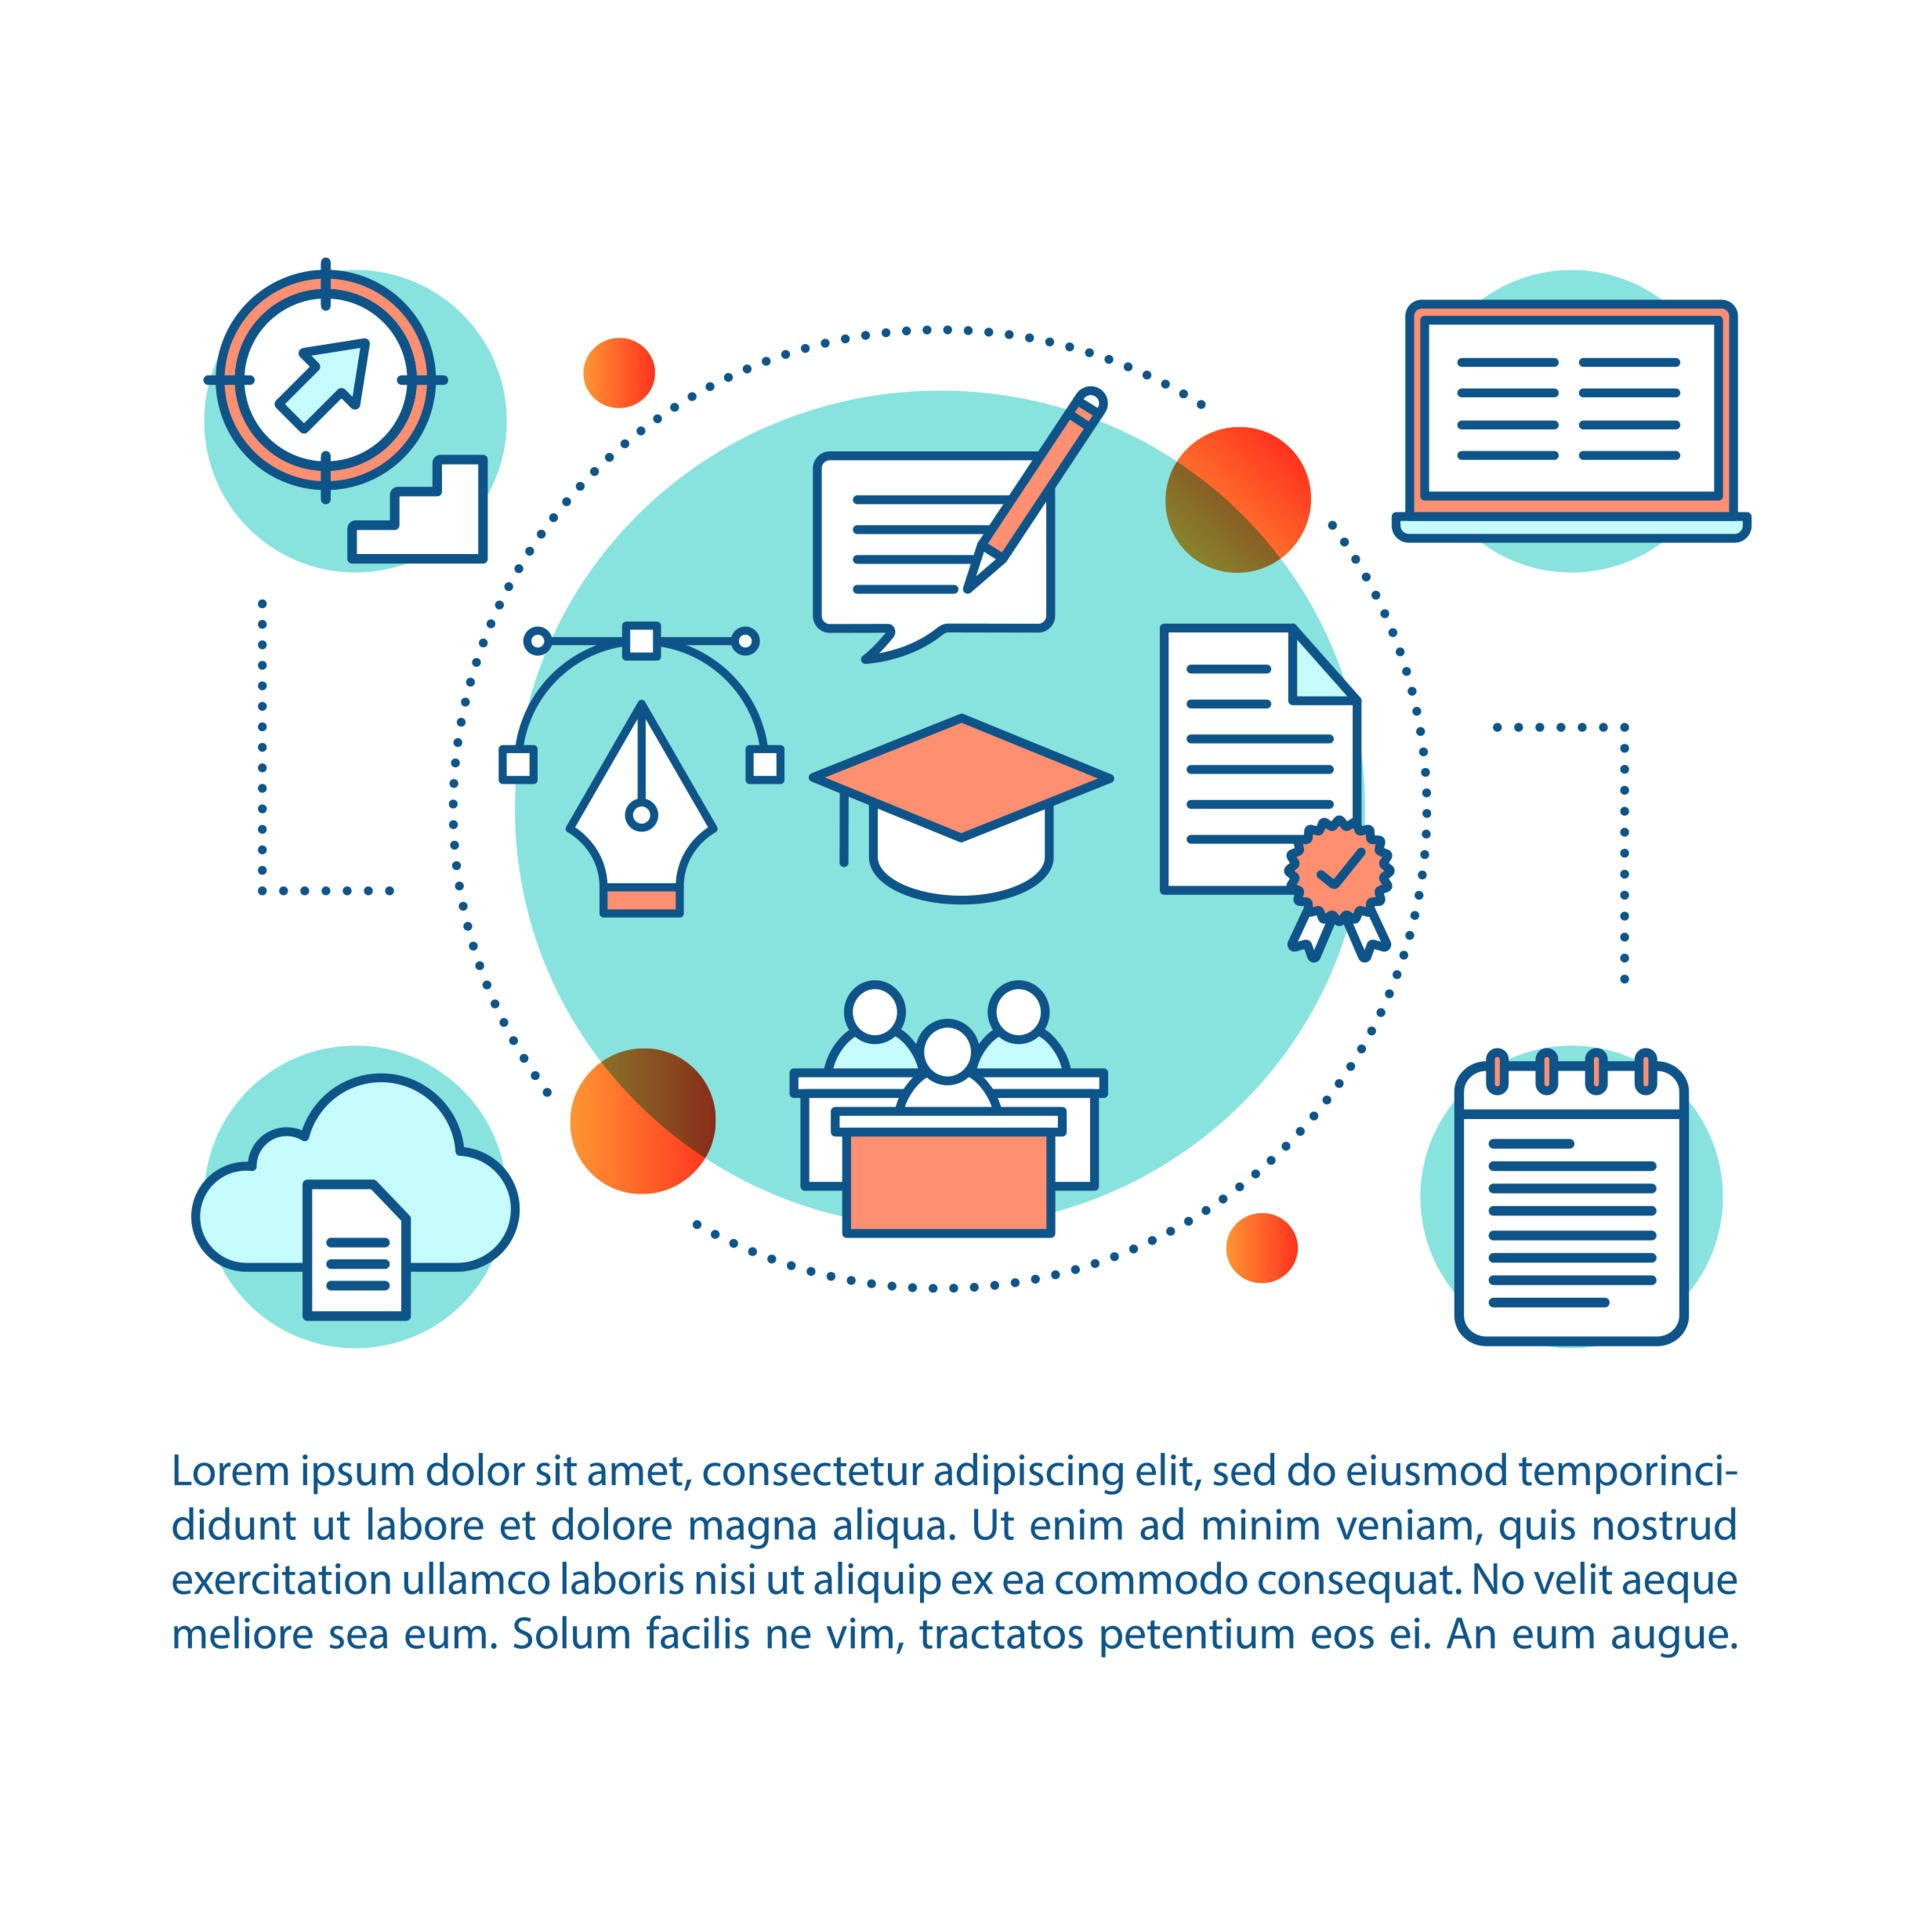 Lorem ipsum dolor sit amet, consectetur adipiscing elit, sed do eiusmod temporinci-
didunt ut labore et dolore magna aliqua. Ut enim ad minim veniam, quis nostrud
exercitation ullamco laboris nisi ut aliquip ex ea commodo consequat. No velit aeque
meliore sea eum. Solum facilis ne vim, tractatos petentium eos ei. An eum augue.